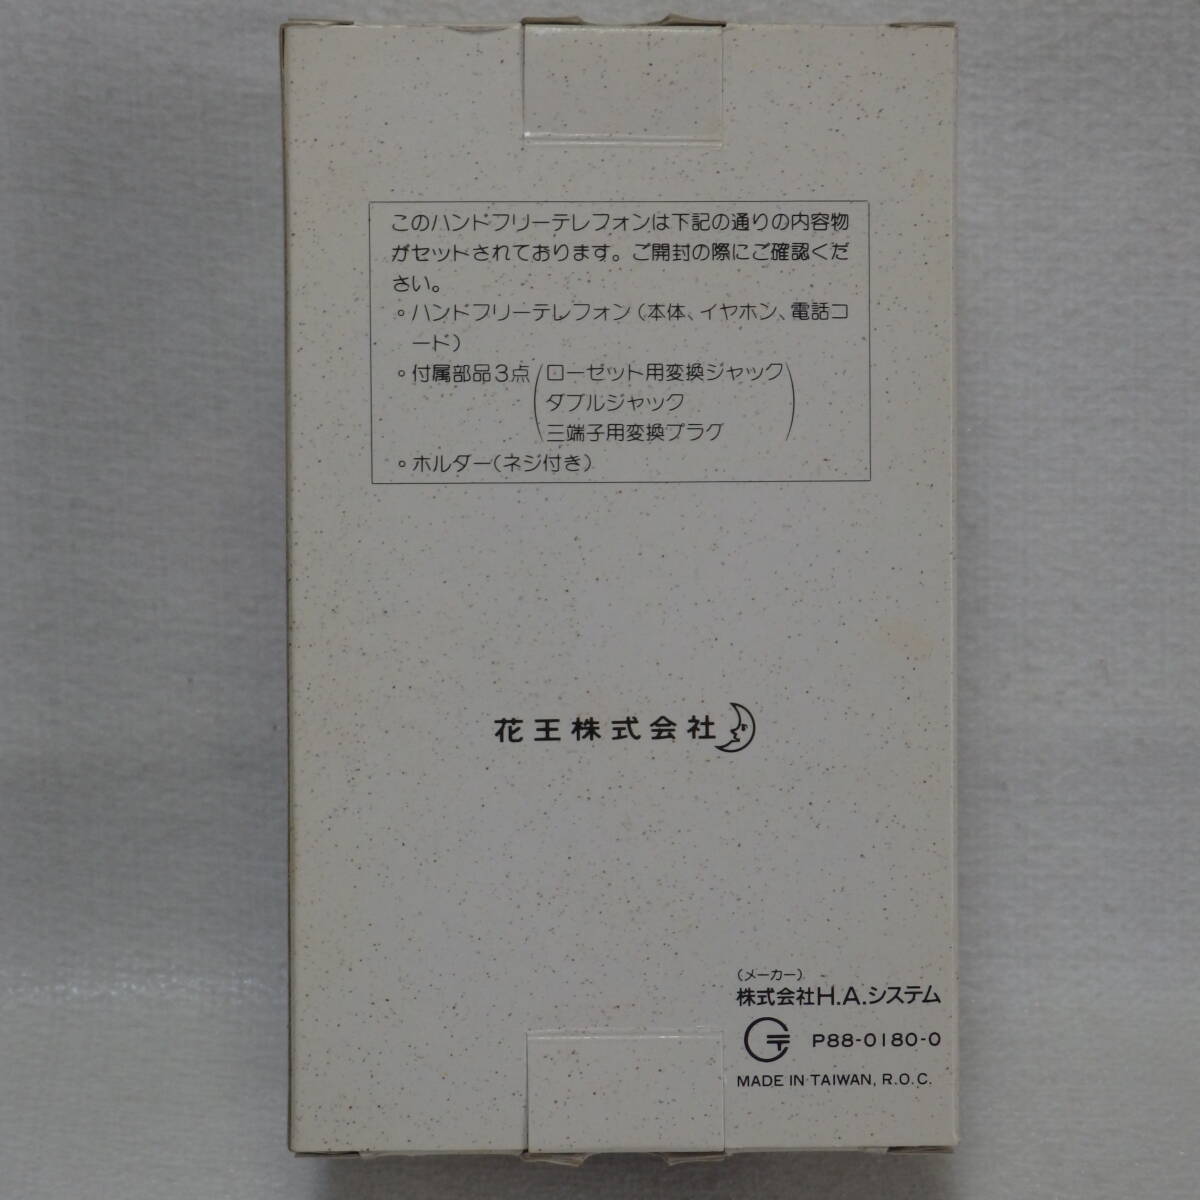 このハンドフリーテレフォンは下記の通りの内容物
がセットされております。ご開封の際にご確認くだ
さい。
◦ハンドフリーテレフォン（本体、イヤホン、電話コ
ード）
◦付属部品3点（ローゼット用変換ジャック
ダブルジャック
三端子用変換プラグ）
◦ホルダー（ネジ付き）
花王株式会社
（メーカー）
株式会社H.A.システム
〒 P88-0180-0
MADE IN TAIWAN, R.O.C.